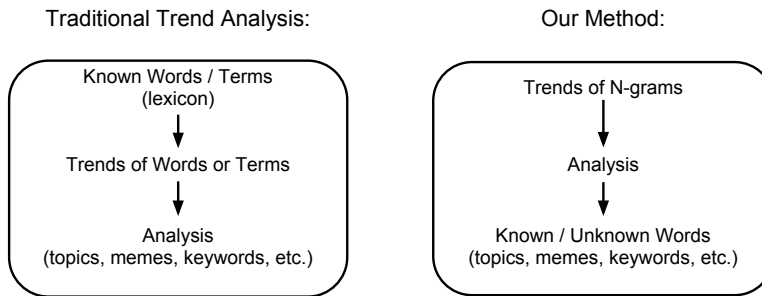 Traditional Trend Analysis:
Known Words / Terms
(lexicon)
Trends of Words or Terms
Analysis
(topics, memes, keywords, etc.)
Our Method:
Trends of N-grams
Analysis
Known / Unknown Words
(topics, memes, keywords, etc.)